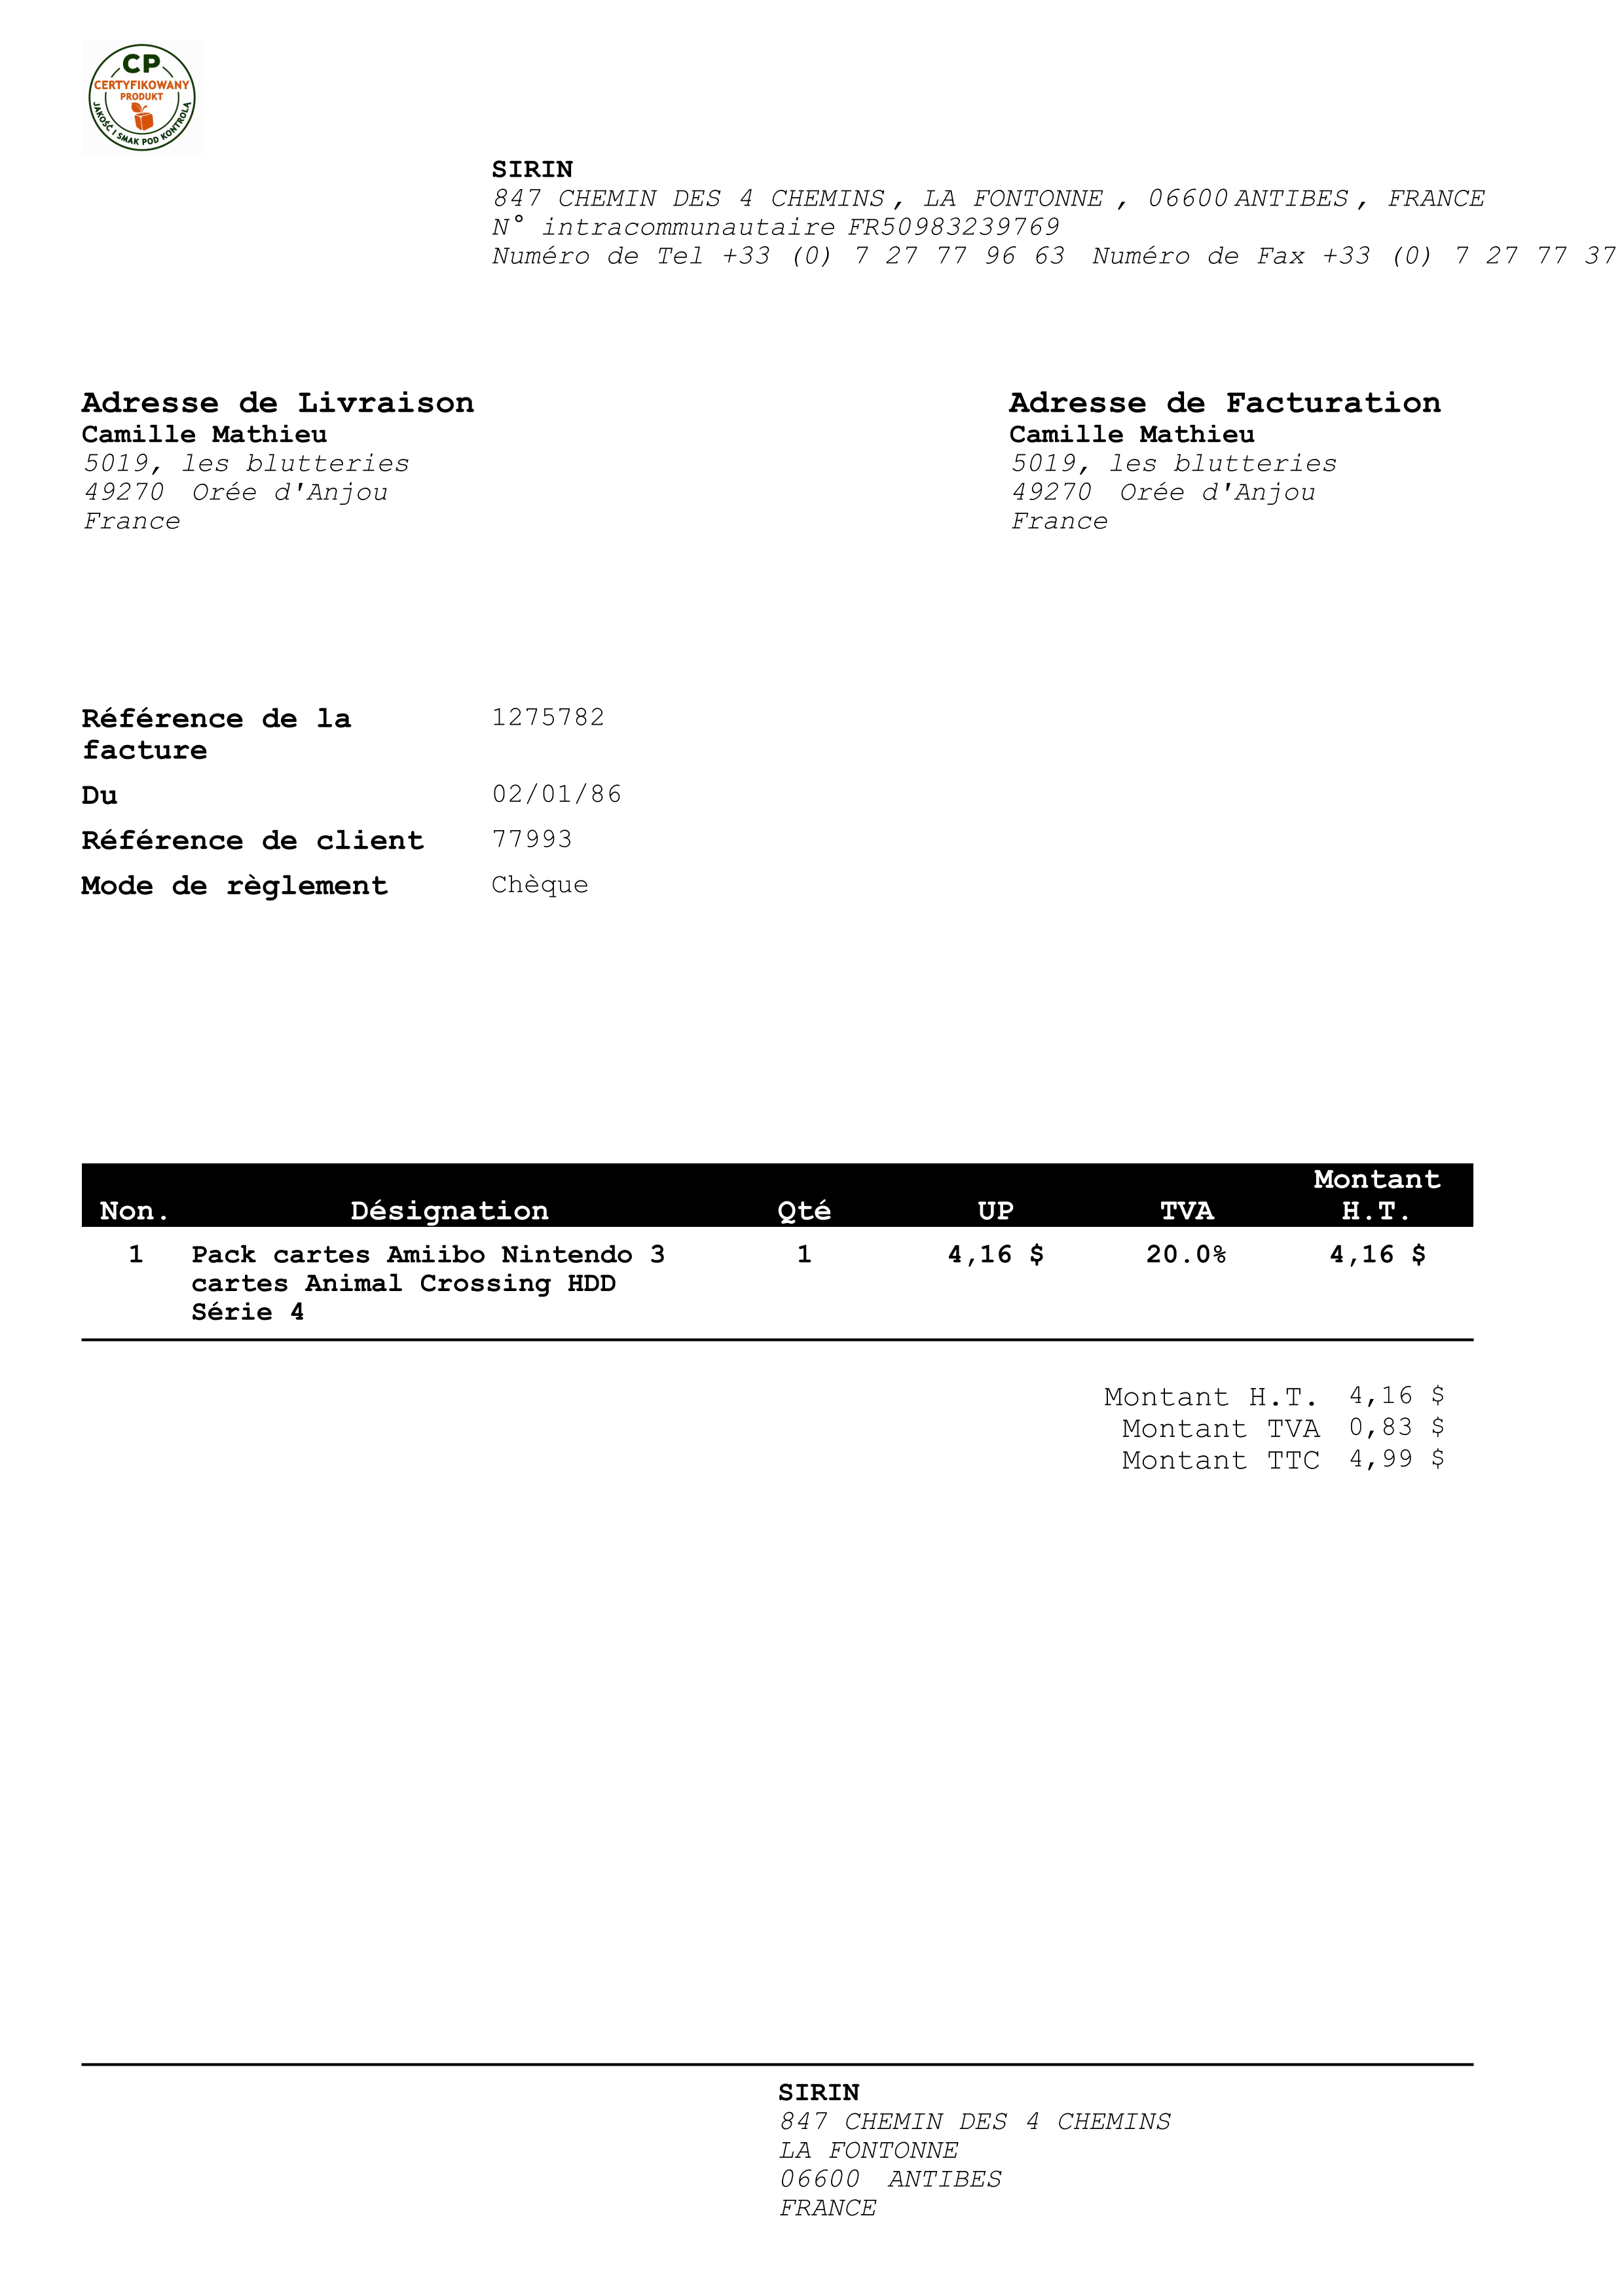 CP
CERTYFIKOWANY
PRODUKT
JAKOŚĆ I SMAK POD KONTROLĄ
SIRIN
847 CHEMIN DES 4 CHEMINS , LA FONTONNE , 06600 ANTIBES , FRANCE
N° intracommunautaire FR50983239769
Numéro de Tel +33 (0) 7 27 77 96 63 Numéro de Fax +33 (0) 7 27 77 37
Adresse de Livraison
Camille Mathieu
5019, les blutteries
49270 Orée d'Anjou
France
Adresse de Facturation
Camille Mathieu
5019, les blutteries
49270 Orée d'Anjou
France
Référence de la facture 1275782
Du 02/01/86
Référence de client 77993
Mode de règlement Chèque
Non. Désignation Qté UP TVA Montant H.T.
1 Pack cartes Amiibo Nintendo 3 1 4,16 $ 20.0% 4,16 $
cartes Animal Crossing HDD
Série 4
Montant H.T. 4,16 $
Montant TVA 0,83 $
Montant TTC 4,99 $
SIRIN
847 CHEMIN DES 4 CHEMINS
LA FONTONNE
06600 ANTIBES
FRANCE